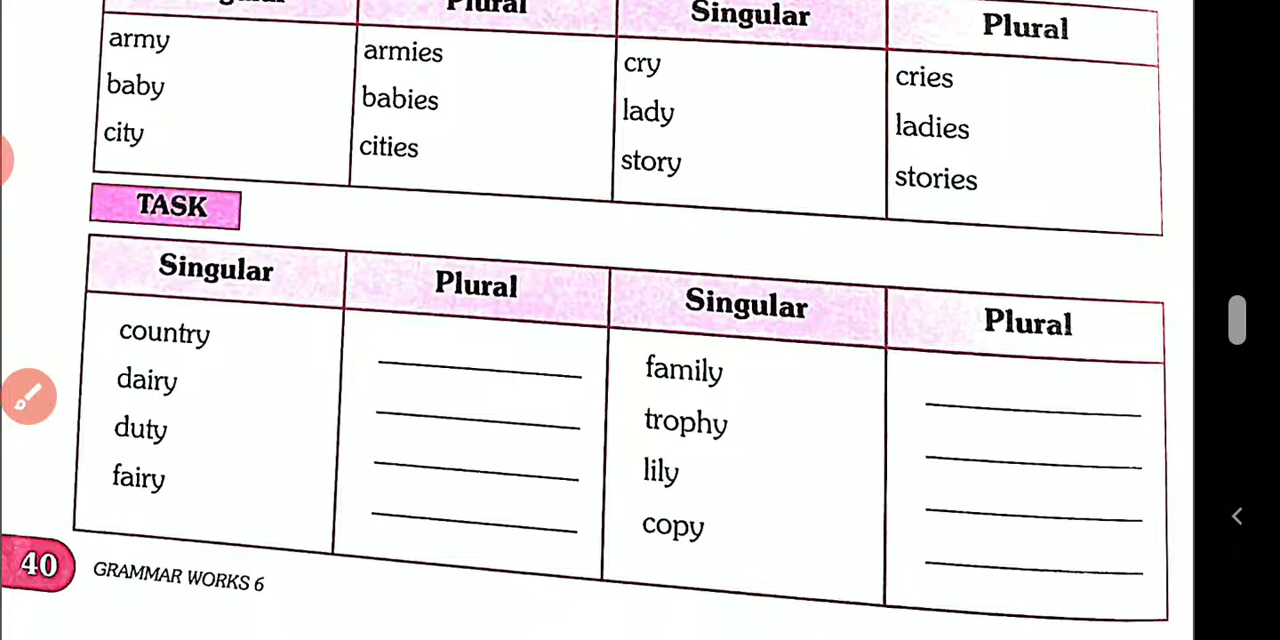 Plural Singular Plural
army armies cry cries
baby babies lady ladies
city cities story stories
TASK
Singular Plural Singular Plural
country family
dairy trophy
duty lily
fairy copy
40 GRAMMAR WORKS 6